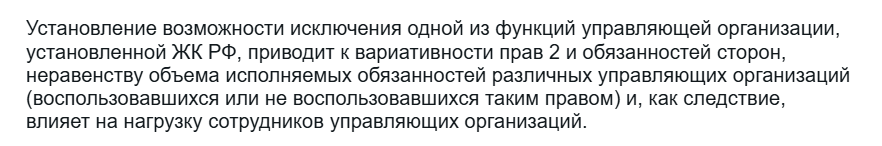 Установление возможности исключения одной из функций управляющей организации,
установленной ЖК РФ, приводит к вариативности прав 2 и обязанностей сторон,
неравенству объема исполняемых обязанностей различных управляющих организаций
(воспользовавшихся или не воспользовавшихся таким правом) и, как следствие,
влияет на нагрузку сотрудников управляющих организаций.